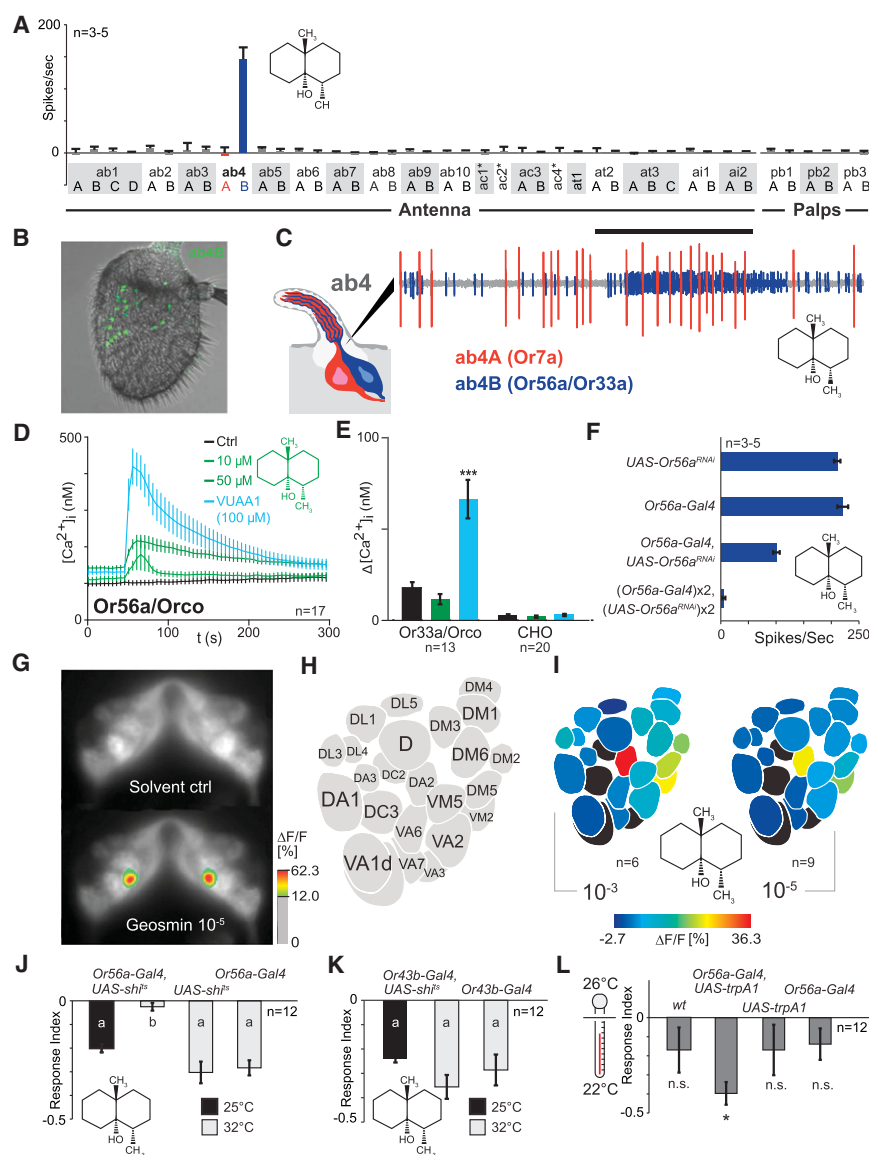 A
200
n=3-5
Spikes/sec
0
CH3
HO
CH
ab1 ab2 ab3 ab4 ab5 ab6 ab7 ab8 ab9 ab10 ac1* ac2* ac3 ac4* at1 at2 at3 ai1 ai2 pb1 pb2 pb3
A B C D A B A B A B A B A B A B A B A B A B A B A B A B C A B A B A B A B A B
Antenna
Palps
B
ab4B
C
ab4
ab4A (Or7a)
ab4B (Or56a/Or33a)
CH3
HO
CH3
D
500
[Ca2+]i (nM)
0
Ctrl
10 µM
50 µM
VUAA1
(100 µM)
CH3
HO
CH3
Or56a/Orco
n=17
0 100 200 300
t (s)
E
100
Δ [Ca2+]i (nM)
0
***
Or33a/Orco
n=13
CHO
n=20
F
n=3-5
UAS-Or56aRNAi
Or56a-Gal4
Or56a-Gal4,
UAS-Or56aRNAi
(Or56a-Gal4)x2,
(UAS-Or56aRNAi)x2
CH3
HO
CH3
0 250
Spikes/Sec
G
Solvent ctrl
Geosmin 10-5
ΔF/F
[%]
62.3
12.0
0
H
DM4
DL5
DM1
DL1
DM3
D
DL3
DL4
DM6
DM2
DA3
DC2
DA2
DA1
DM5
DC3
VM5
VM2
VA6
VA2
VA1d
VA7
VA3
I
n=6
10-3
CH3
HO
CH3
n=9
10-5
-2.7
ΔF/F [%]
36.3
J
Or56a-Gal4,
UAS-shits
UAS-shits
Or56a-Gal4
0
n=12
a
b
a
a
Response Index
-0.5
CH3
HO
CH3
25°C
32°C
K
Or43b-Gal4,
UAS-shits
Or43b-Gal4
0
n=12
a
a
a
Response Index
-0.5
CH3
HO
CH3
25°C
32°C
L
26°C
22°C
wt
Or56a-Gal4,
UAS-trpA1
UAS-trpA1
Or56a-Gal4
0
n=12
Response Index
n.s.
*
n.s.
n.s.
-0.5